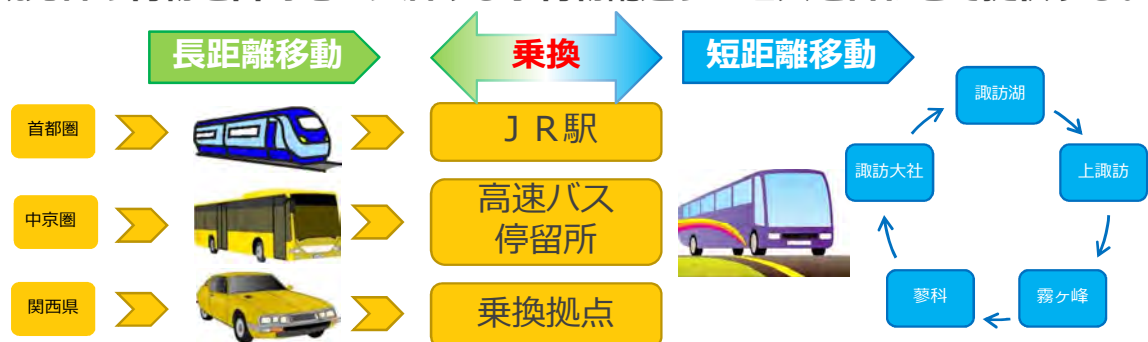 長距離移動
乗換
短距離移動
首都圏
ＪＲ駅
中京圏
高速バス
停留所
関西県
乗換拠点
諏訪湖
上諏訪
霧ヶ峰
蓼科
諏訪大社